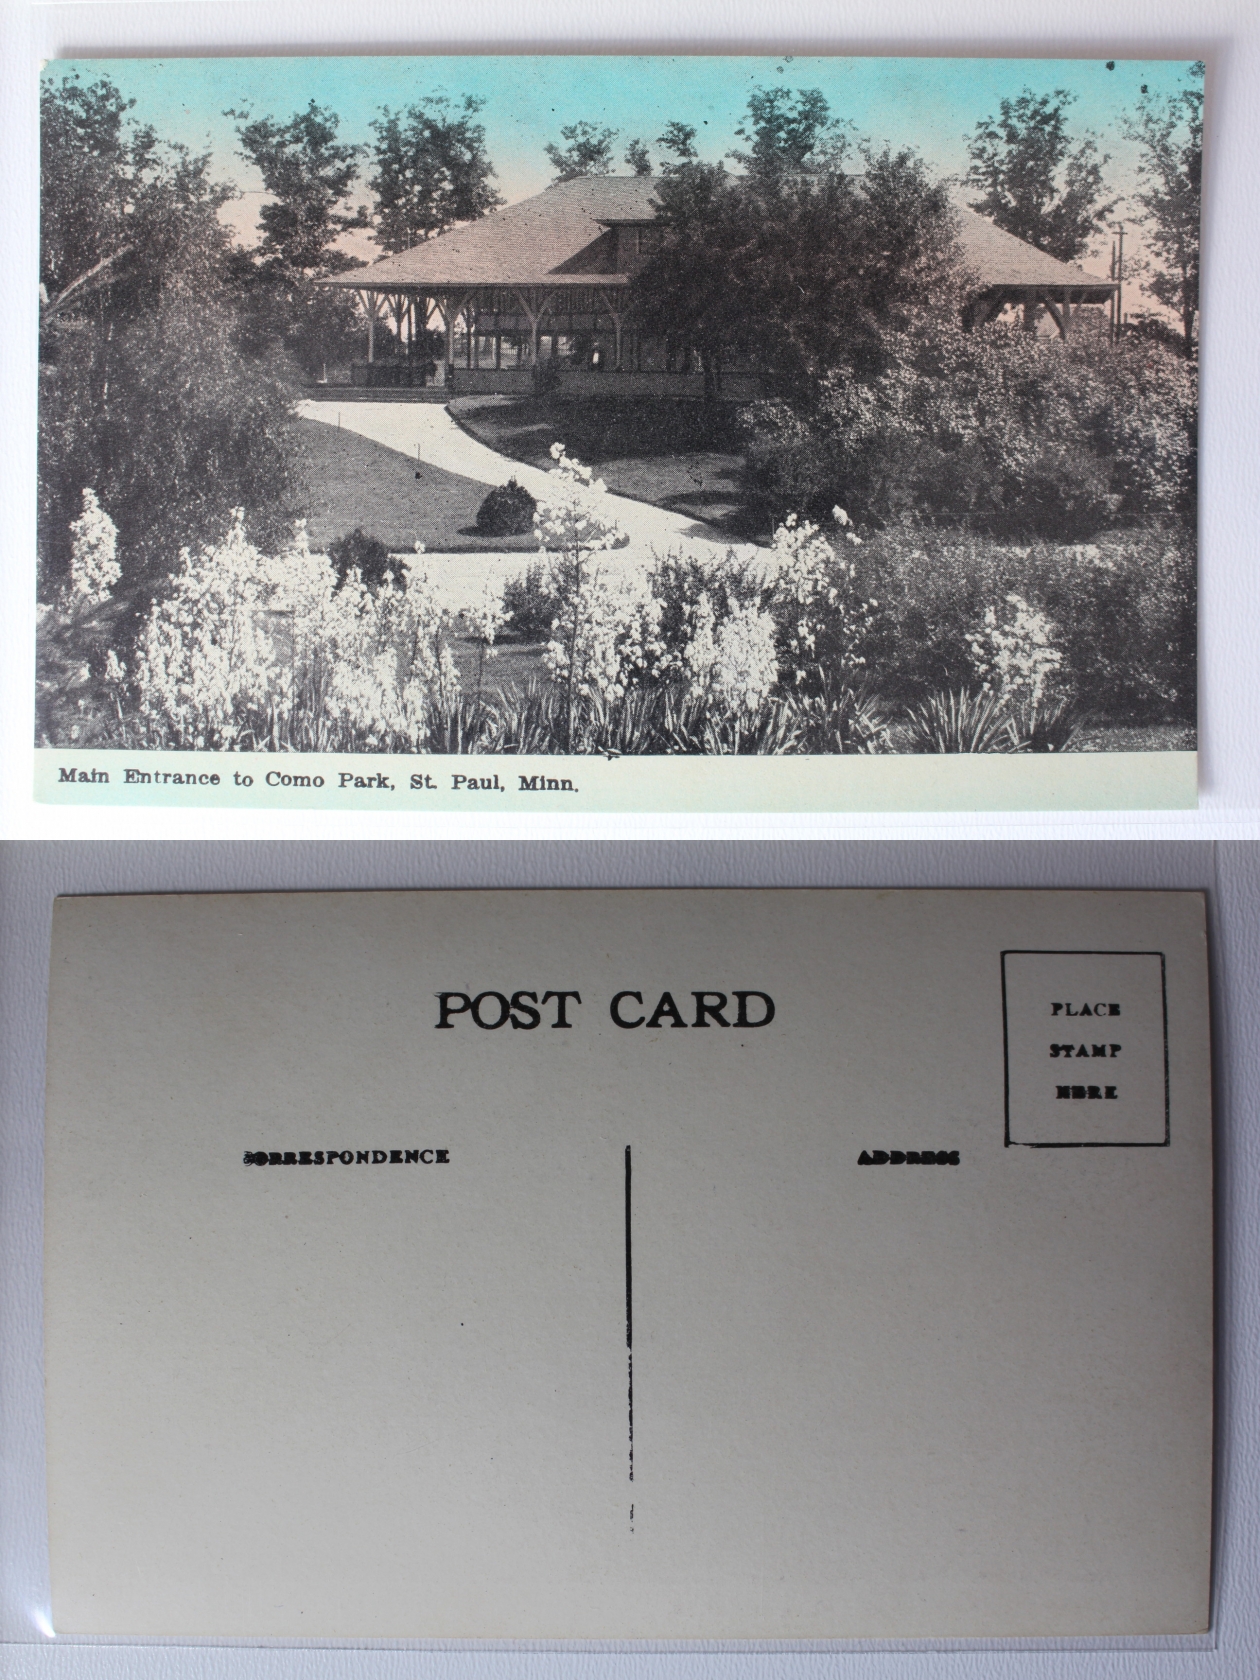 Main Entrance to Como Park, St. Paul, Minn.
POST CARD
PLACE
STAMP
HERE
CORRESPONDENCE
ADDRESS